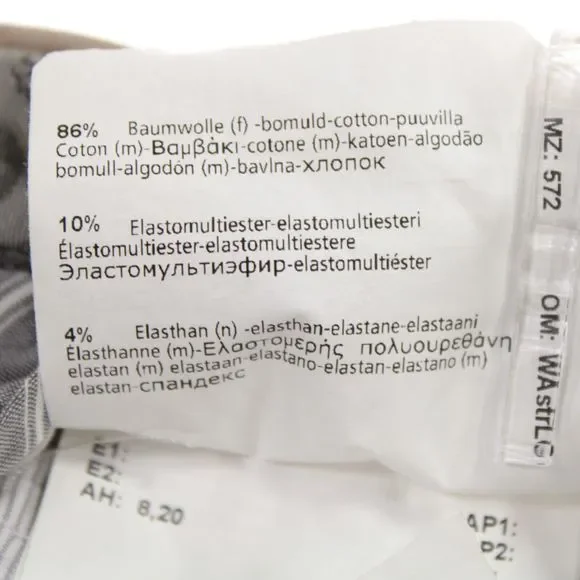 86% Baumwolle (f) -bomuld-cotton-puuvilla
Coton (m)-Βαμβάκι-cotone (m)-katoen-algodão
bomull-algodón (m)-bavlna-хлопок
10% Elastomultiester-elastomultiesteri
Élastomultiester-elastomultiestere
Эластомультиэфир-elastomultiéster
4% Elasthan (n) -elasthan-elastane-elastaani
Élasthanne (m)-Ελαστομερής πολυουρεθάνη
elastan (m) elastaan-elastano-elastan-elastano (m)
elastan-спандекс
MZ: 572
OM: WAstrLG
E1:
E2:
AH: 8,20
AP1:
P2: